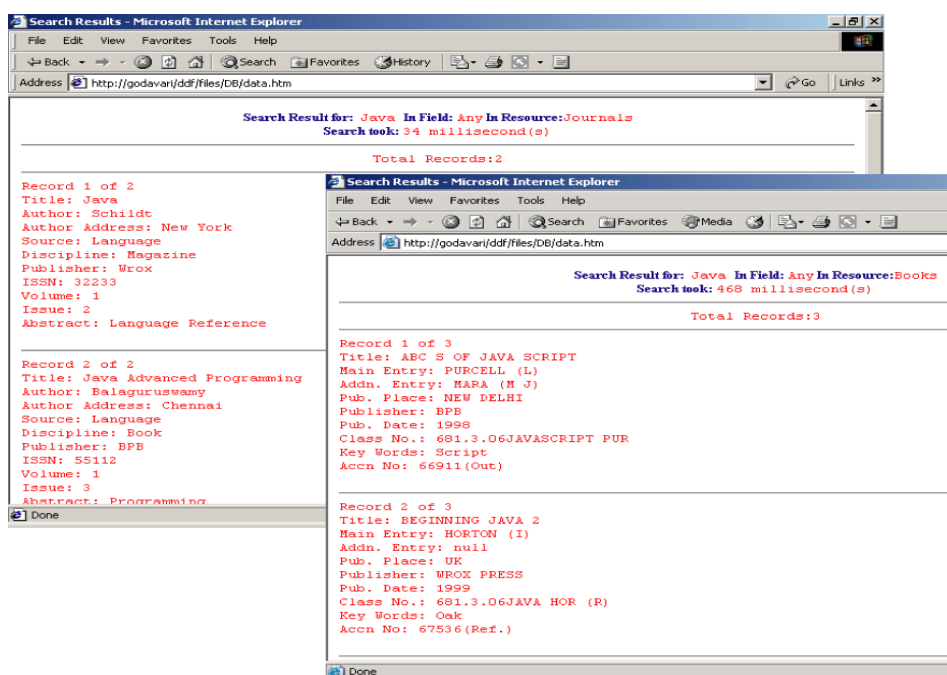 Search Results - Microsoft Internet Explorer
File Edit View Favorites Tools Help
Back Search Favorites History
Address http://godavari/ddf/files/DB/data.htm Go Links »
Search Result for: Java In Field: Any In Resource:Journals
Search took: 34 millisecond(s)
Total Records:2
Record 1 of 2
Title: Java
Author: Schildt
Author Address: New York
Source: Language
Discipline: Magazine
Publisher: Wrox
ISSN: 32233
Volume: 1
Issue: 2
Abstract: Language Reference
Record 2 of 2
Title: Java Advanced Programming
Author: Balaguruswamy
Author Address: Chennai
Source: Language
Discipline: Book
Publisher: BPB
ISSN: 55112
Volume: 1
Issue: 3
Abstract: Programming
Done
Search Results - Microsoft Internet Explorer
File Edit View Favorites Tools Help
Back Search Favorites Media
Address http://godavari/ddf/files/DB/data.htm
Search Result for: Java In Field: Any In Resource:Books
Search took: 468 millisecond(s)
Total Records:3
Record 1 of 3
Title: ABC S OF JAVA SCRIPT
Main Entry: PURCELL (L)
Addn. Entry: MARA (M J)
Pub. Place: NEW DELHI
Publisher: BPB
Pub. Date: 1998
Class No.: 681.3.06JAVASCRIPT PUR
Key Words: Script
Accn No: 66911(Out)
Record 2 of 3
Title: BEGINNING JAVA 2
Main Entry: HORTON (I)
Addn. Entry: null
Pub. Place: UK
Publisher: WROX PRESS
Pub. Date: 1999
Class No.: 681.3.06JAVA HOR (R)
Key Words: Oak
Accn No: 67536(Ref.)
Done